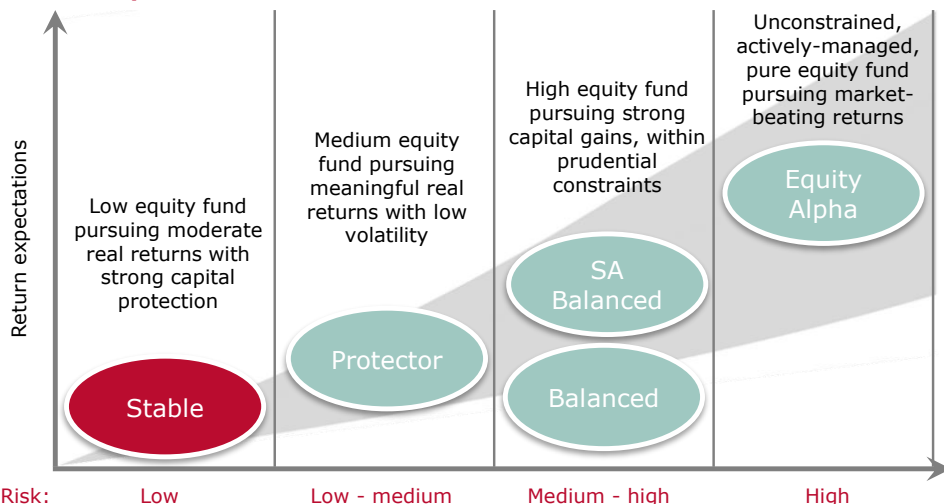 Return expectations
Low equity fund
pursuing moderate
real returns with
strong capital
protection
Stable
Medium equity
fund pursuing
meaningful real
returns with low
volatility
Protector
High equity fund
pursuing strong
capital gains, within
prudential
constraints
SA
Balanced
Balanced
Unconstrained,
actively-managed,
pure equity fund
pursuing market-
beating returns
Equity
Alpha
Risk:
Low
Low - medium
Medium - high
High